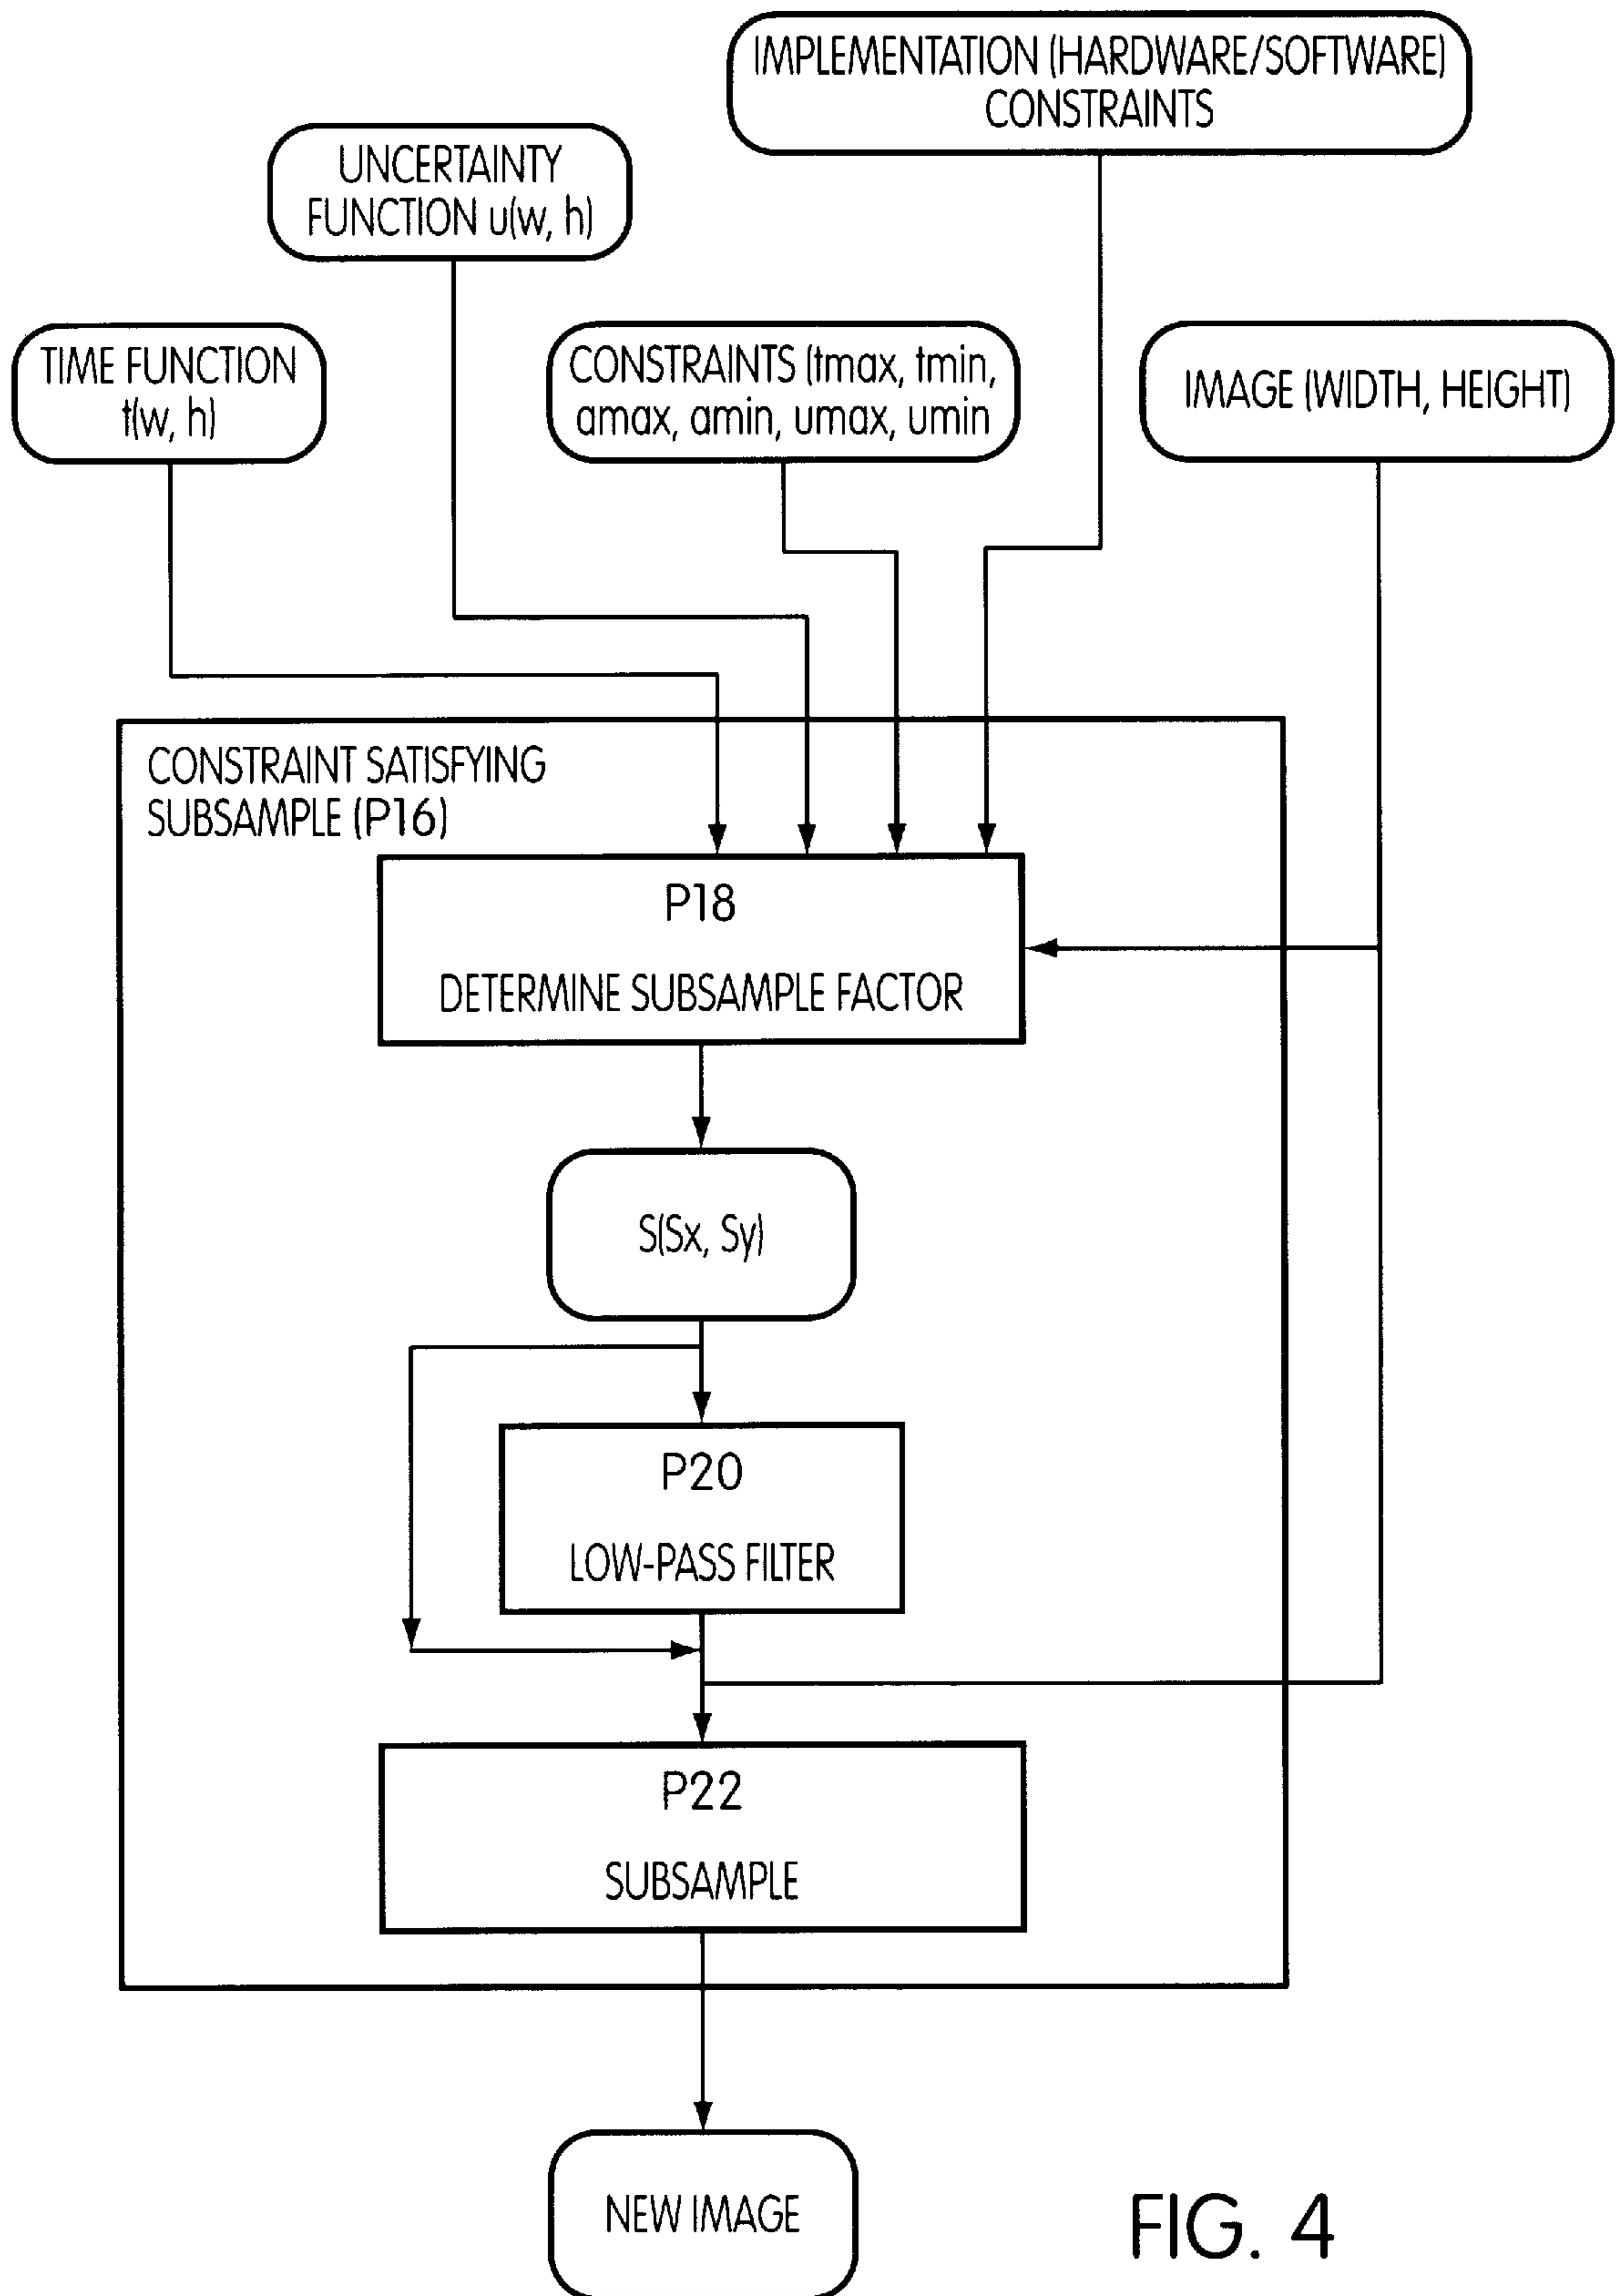 IMPLEMENTATION (HARDWARE/SOFTWARE)
CONSTRAINTS
UNCERTAINTY
FUNCTION u(w, h)
TIME FUNCTION
t(w, h)
CONSTRAINTS (tmax, tmin,
amax, amin, umax, umin
IMAGE (WIDTH, HEIGHT)
CONSTRAINT SATISFYING
SUBSAMPLE (P16)
P18
DETERMINE SUBSAMPLE FACTOR
S(Sx, Sy)
P20
LOW-PASS FILTER
P22
SUBSAMPLE
NEW IMAGE
FIG. 4